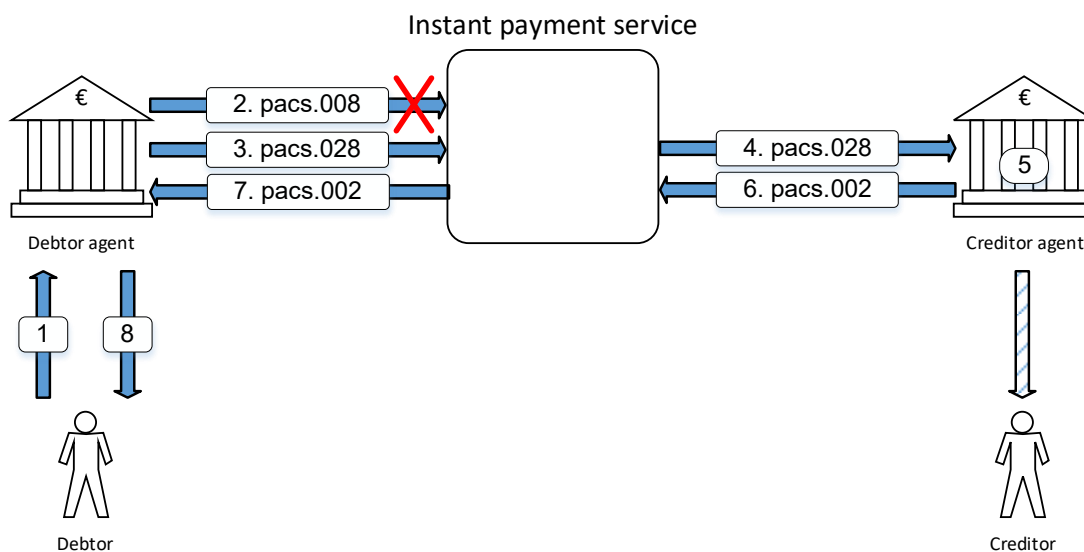 Instant payment service
€
2. pacs.008
€
3. pacs.028
4. pacs.028
7. pacs.002
6. pacs.002
5
Debtor agent
Creditor agent
1
8
Debtor
Creditor